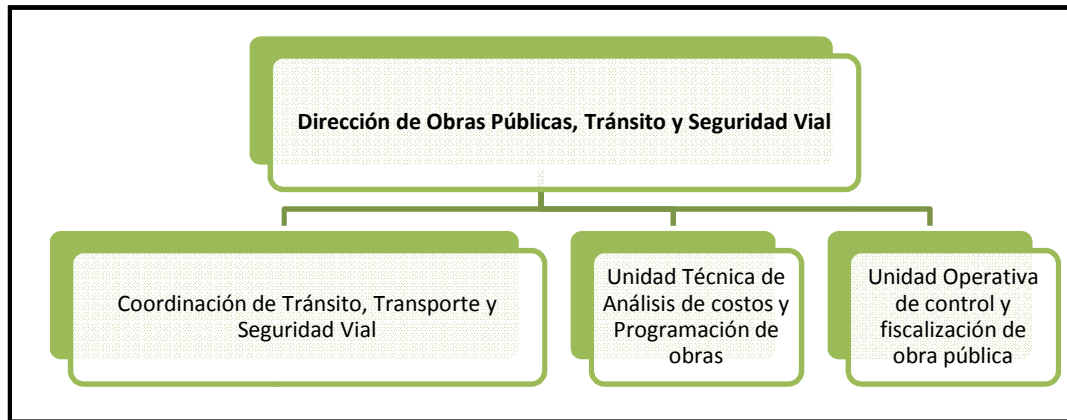 Dirección de Obras Públicas, Tránsito y Seguridad Vial
Coordinación de Tránsito, Transporte y
Seguridad Vial
Unidad Técnica de
Análisis de costos y
Programación de
obras
Unidad Operativa
de control y
fiscalización de
obra pública